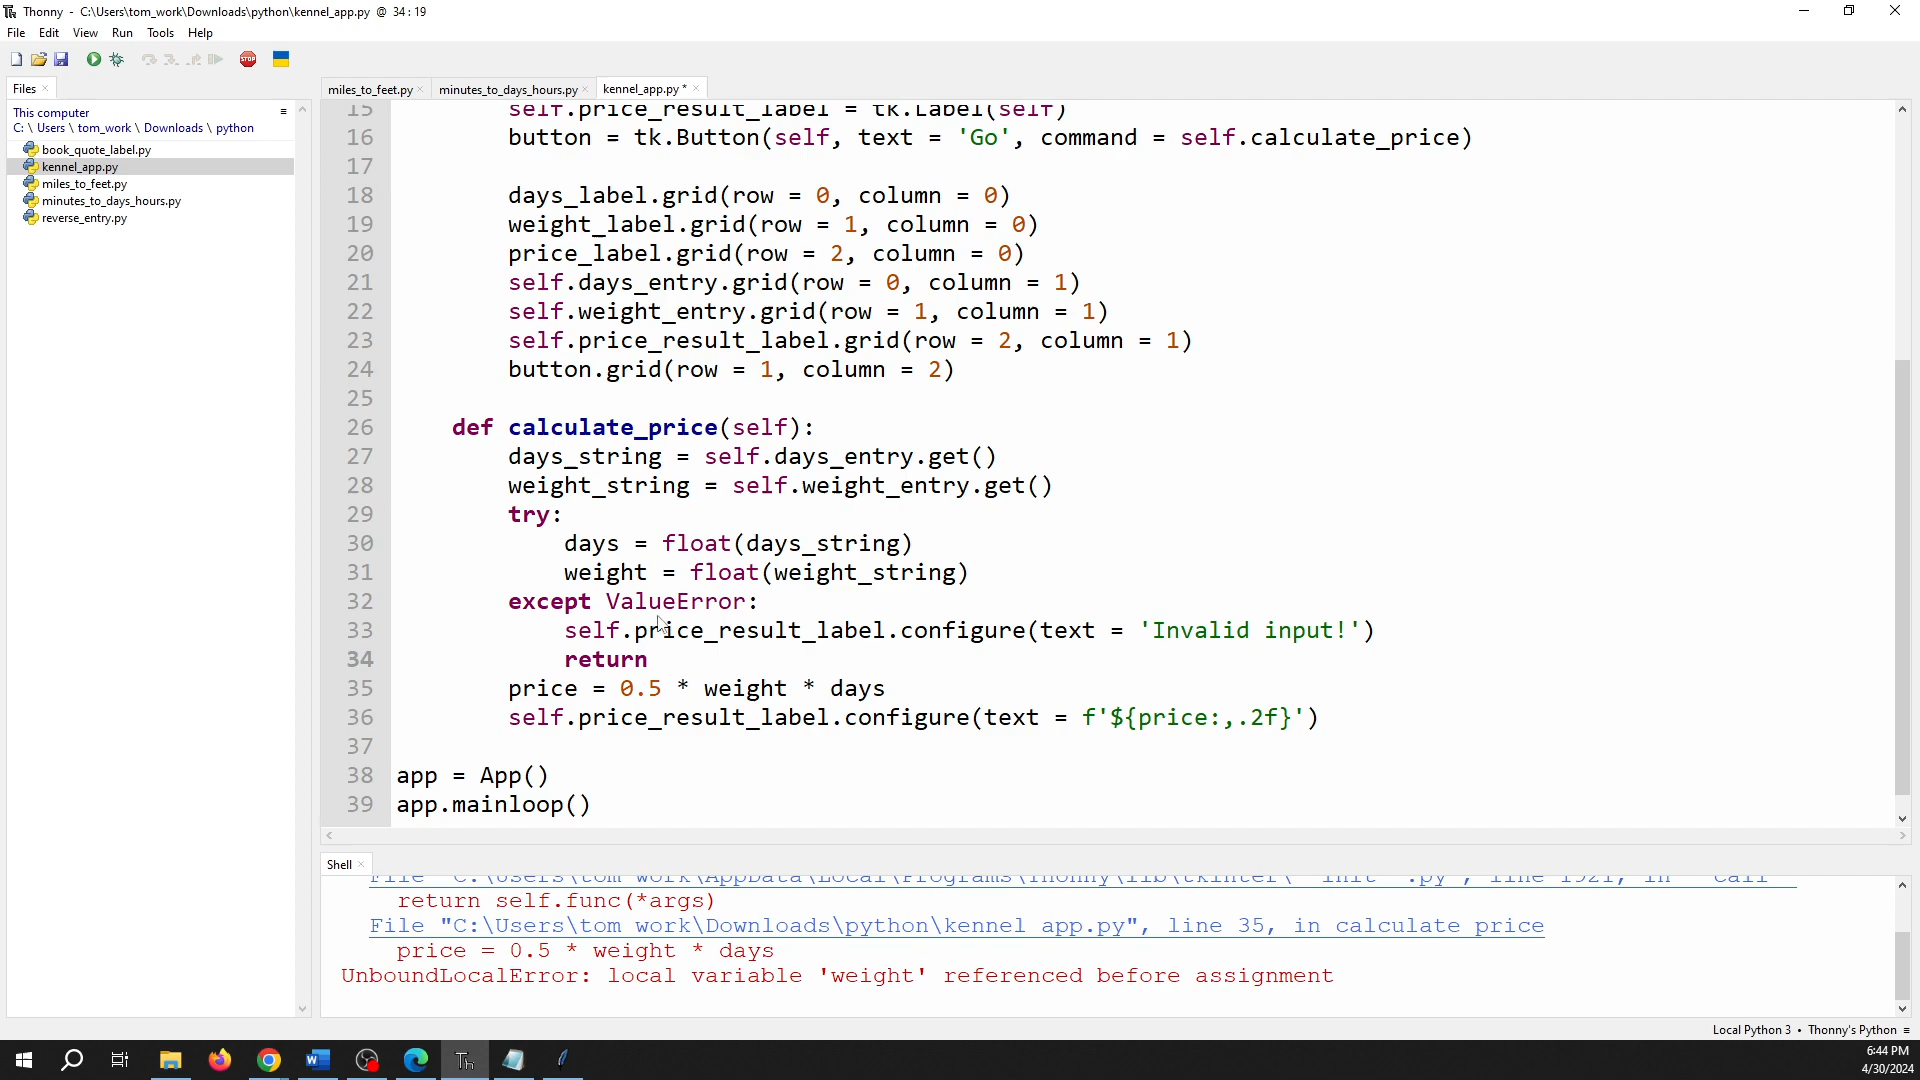 Thonny - C:\Users\tom_work\Downloads\python\kennel_app.py @ 34:19
File Edit View Run Tools Help
STOP
Files
This computer
C: \ Users \ tom_work \ Downloads \ python
book_quote_label.py
kennel_app.py
miles_to_feet.py
minutes_to_days_hours.py
reverse_entry.py
miles_to_feet.py minutes_to_days_hours.py kennel_app.py *
15 self.price_result_label = tk.Label(self)
16 button = tk.Button(self, text = 'Go', command = self.calculate_price)
17
18 days_label.grid(row = 0, column = 0)
19 weight_label.grid(row = 1, column = 0)
20 price_label.grid(row = 2, column = 0)
21 self.days_entry.grid(row = 0, column = 1)
22 self.weight_entry.grid(row = 1, column = 1)
23 self.price_result_label.grid(row = 2, column = 1)
24 button.grid(row = 1, column = 2)
25
26 def calculate_price(self):
27 days_string = self.days_entry.get()
28 weight_string = self.weight_entry.get()
29 try:
30 days = float(days_string)
31 weight = float(weight_string)
32 except ValueError:
33 self.price_result_label.configure(text = 'Invalid input!')
34 return
35 price = 0.5 * weight * days
36 self.price_result_label.configure(text = f'${price:,.2f}')
37
38 app = App()
39 app.mainloop()
Shell
File "C:\Users\tom_work\AppData\Local\Programs\Thonny\lib\tkinter\__init__.py", line 1921, in __call__
return self.func(*args)
File "C:\Users\tom_work\Downloads\python\kennel_app.py", line 35, in calculate_price
price = 0.5 * weight * days
UnboundLocalError: local variable 'weight' referenced before assignment
Local Python 3 • Thonny's Python
6:44 PM
4/30/2024